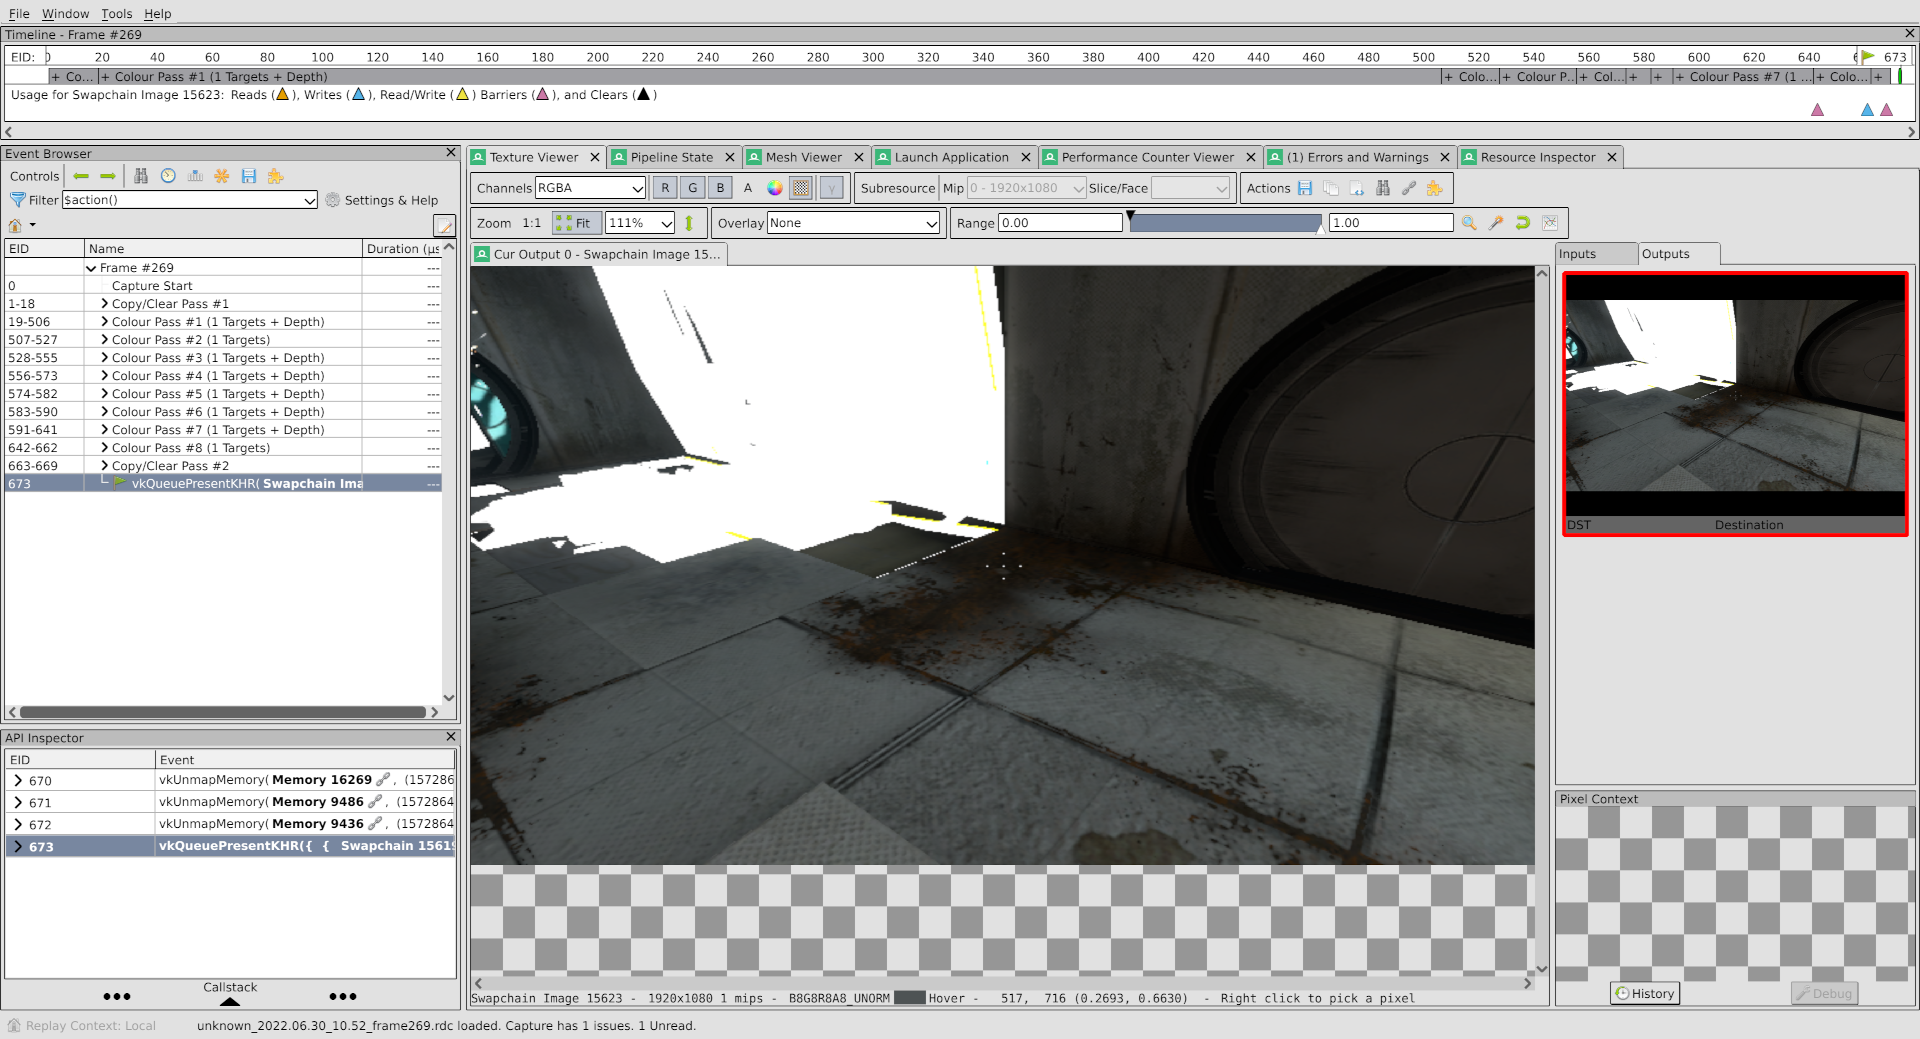 File Window Tools Help
Timeline - Frame #269
EID: 0 20 40 60 80 100 120 140 160 180 200 220 240 260 280 300 320 340 360 380 400 420 440 460 480 500 520 540 560 580 600 620 640 673
+ Co... + Colour Pass #1 (1 Targets + Depth) + Colo... + Colour P... + Col... + + + Colour Pass #7 (1 ... + Colo... +
Usage for Swapchain Image 15623: Reads ( ), Writes ( ), Read/Write ( ) Barriers ( ), and Clears ( )
Event Browser
Controls
Filter $action() Settings & Help
EID Name Duration (µs
Frame #269 ---
0 Capture Start ---
1-18 Copy/Clear Pass #1 ---
19-506 Colour Pass #1 (1 Targets + Depth) ---
507-527 Colour Pass #2 (1 Targets) ---
528-555 Colour Pass #3 (1 Targets + Depth) ---
556-573 Colour Pass #4 (1 Targets + Depth) ---
574-582 Colour Pass #5 (1 Targets + Depth) ---
583-590 Colour Pass #6 (1 Targets + Depth) ---
591-641 Colour Pass #7 (1 Targets + Depth) ---
642-662 Colour Pass #8 (1 Targets) ---
663-669 Copy/Clear Pass #2 ---
673 vkQueuePresentKHR( Swapchain Ima ---
API Inspector
EID Event
670 vkUnmapMemory( Memory 16269 , (157286
671 vkUnmapMemory( Memory 9486 , (1572864
672 vkUnmapMemory( Memory 9436 , (1572864
673 vkQueuePresentKHR({ { Swapchain 15619
Callstack
Texture Viewer Pipeline State Mesh Viewer Launch Application Performance Counter Viewer (1) Errors and Warnings Resource Inspector
Channels RGBA R G B A γ Subresource Mip 0 - 1920x1080 Slice/Face Actions
Zoom 1:1 Fit 111% Overlay None Range 0.00 1.00
Cur Output 0 - Swapchain Image 15...
Swapchain Image 15623 - 1920x1080 1 mips - B8G8R8A8_UNORM Hover - 517, 716 (0.2693, 0.6630) - Right click to pick a pixel
Inputs Outputs
DST Destination
Pixel Context
History Debug
Replay Context: Local unknown_2022.06.30_10.52_frame269.rdc loaded. Capture has 1 issues. 1 Unread.